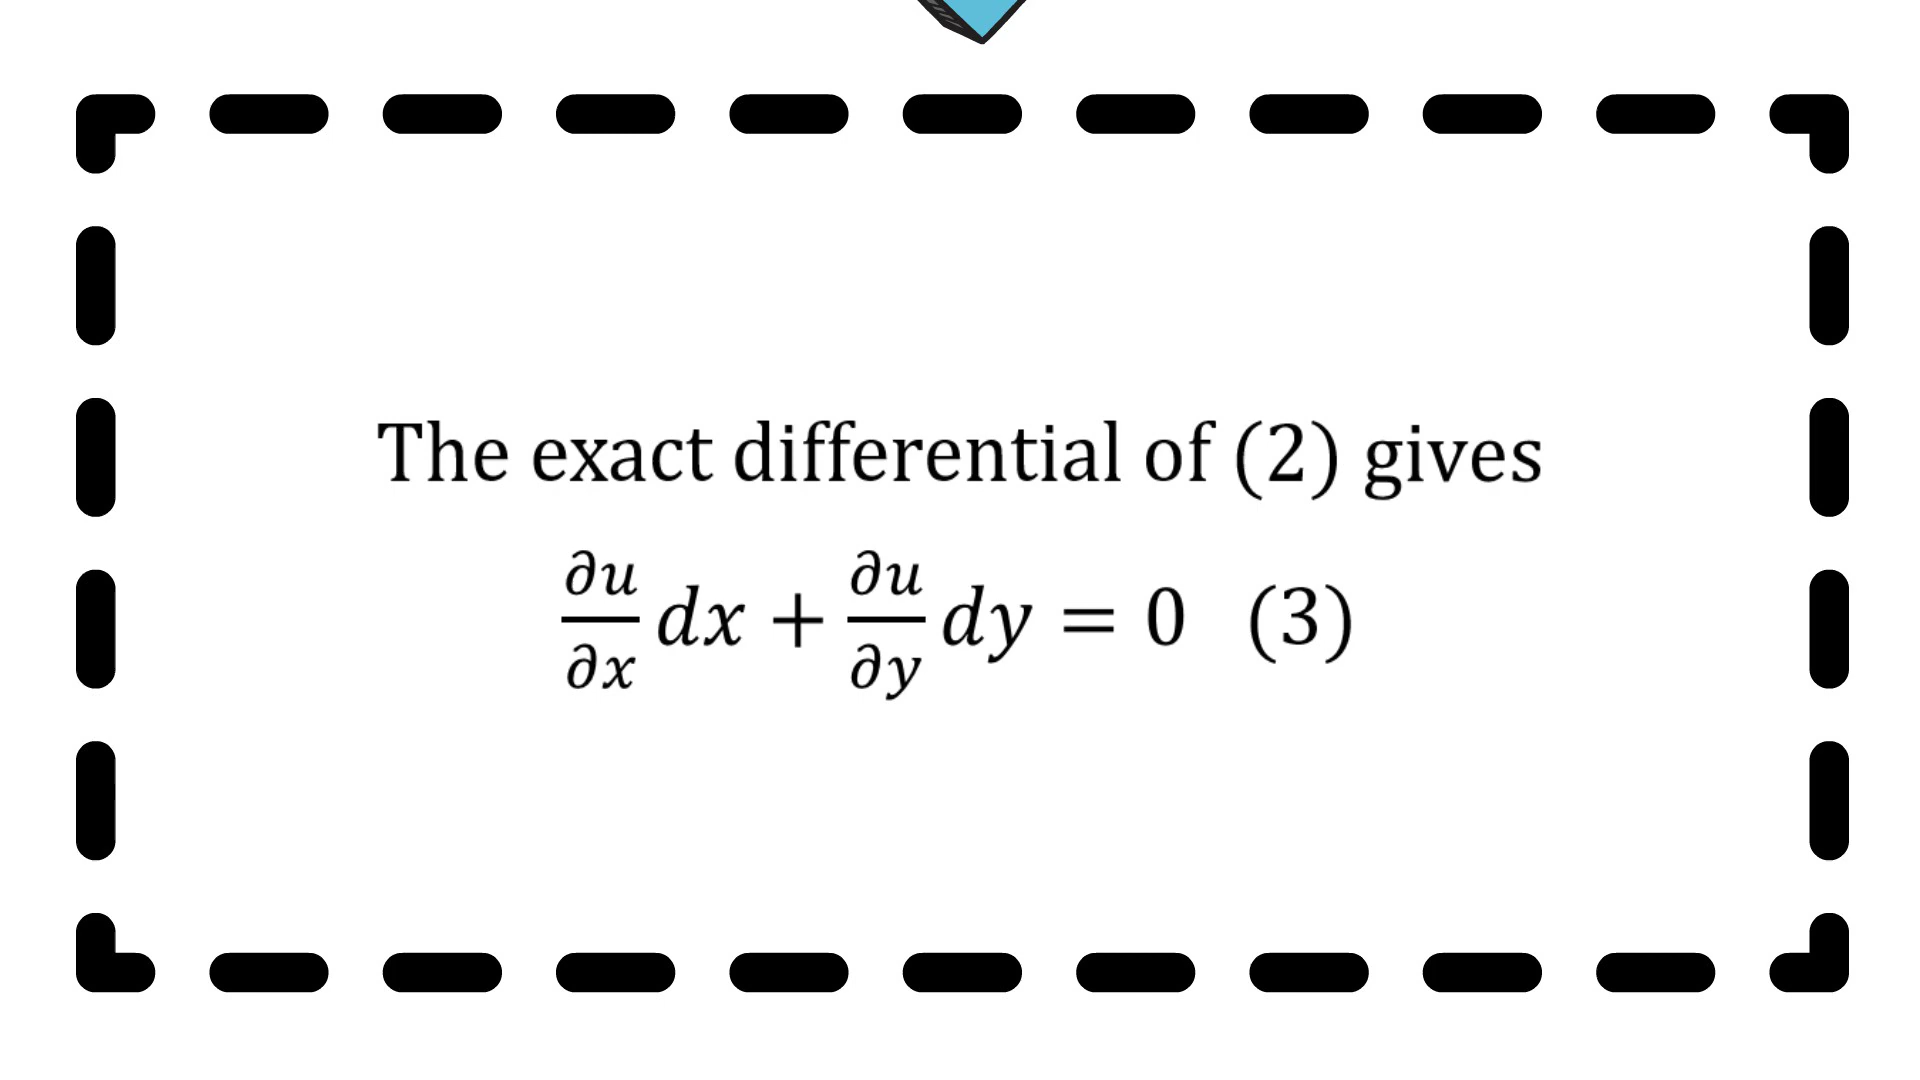 The exact differential of (2) gives
∂u/∂x dx + ∂u/∂y dy = 0 (3)